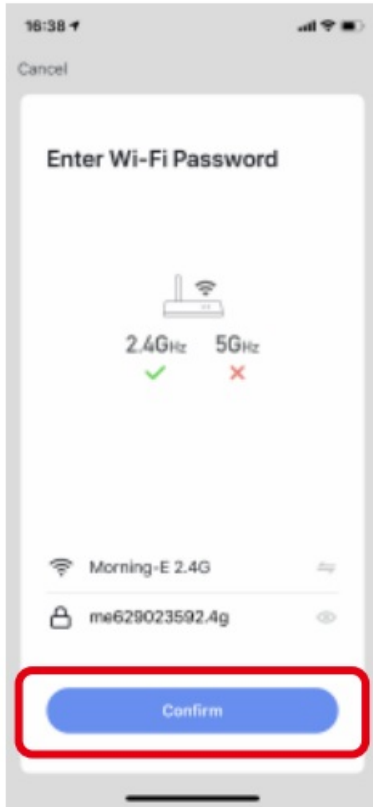 16:38
Cancel
Enter Wi-Fi Password
2.4GHz 5GHz
Morning-E 2.4G
me629023592.4g
Confirm